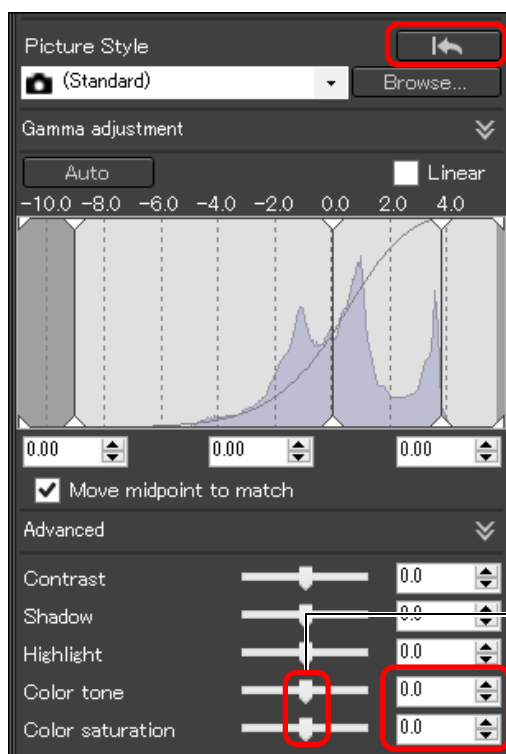 Picture Style
(Standard)
Browse...
Gamma adjustment
Auto
Linear
-10.0 -8.0 -6.0 -4.0 -2.0 0.0 2.0 4.0
0.00 0.00 0.00
Move midpoint to match
Advanced
Contrast 0.0
Shadow 0.0
Highlight 0.0
Color tone 0.0
Color saturation 0.0